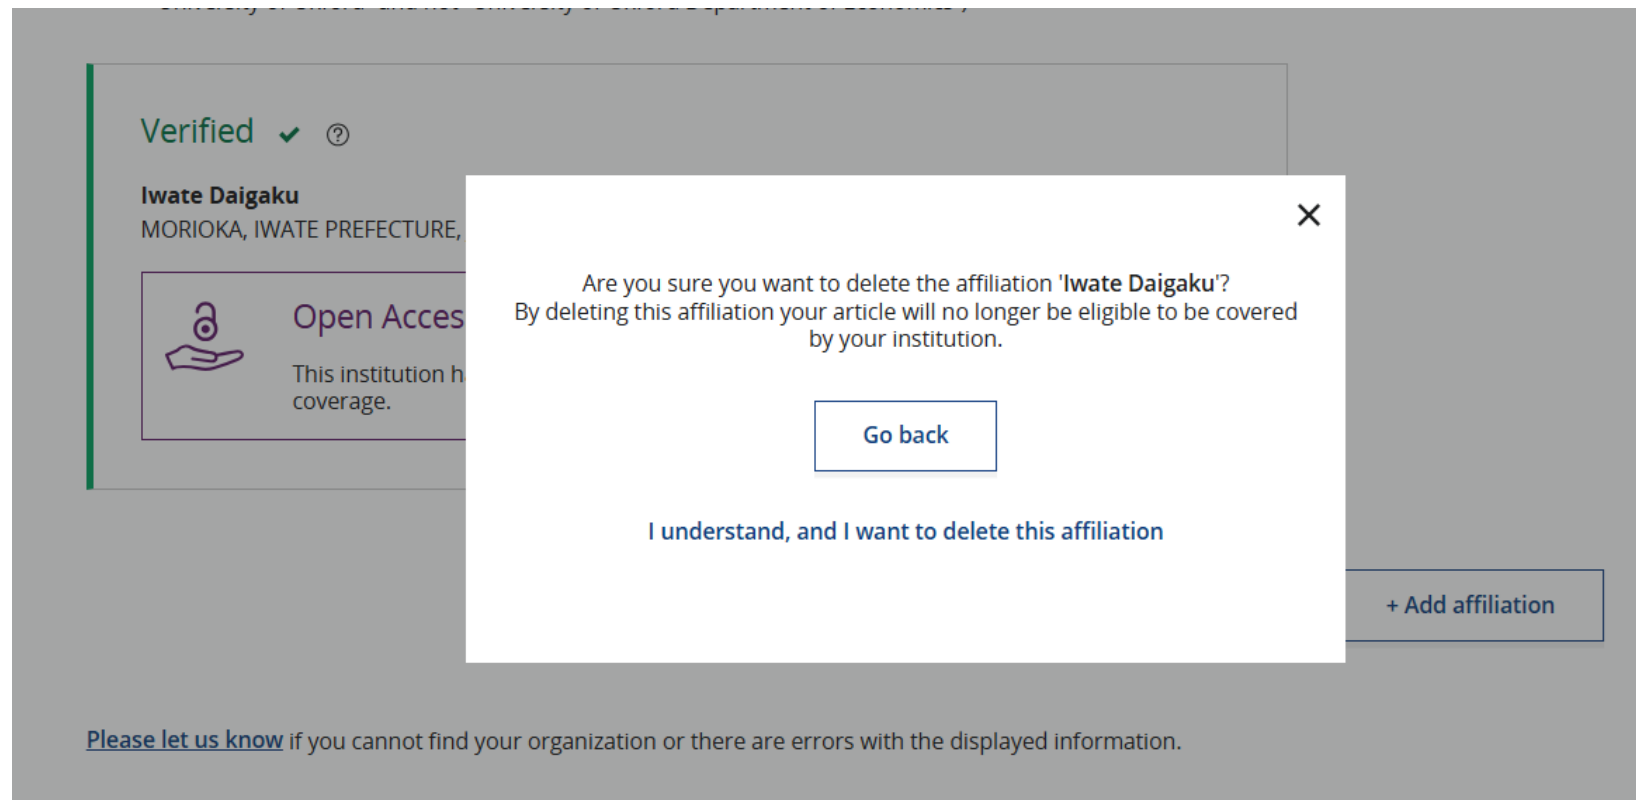 Verified
Iwate Daigaku
MORIOKA, IWATE PREFECTURE,
Open Acces
This institution h
coverage.
Are you sure you want to delete the affiliation 'Iwate Daigaku'?
By deleting this affiliation your article will no longer be eligible to be covered
by your institution.
Go back
I understand, and I want to delete this affiliation
+ Add affiliation
Please let us know if you cannot find your organization or there are errors with the displayed information.